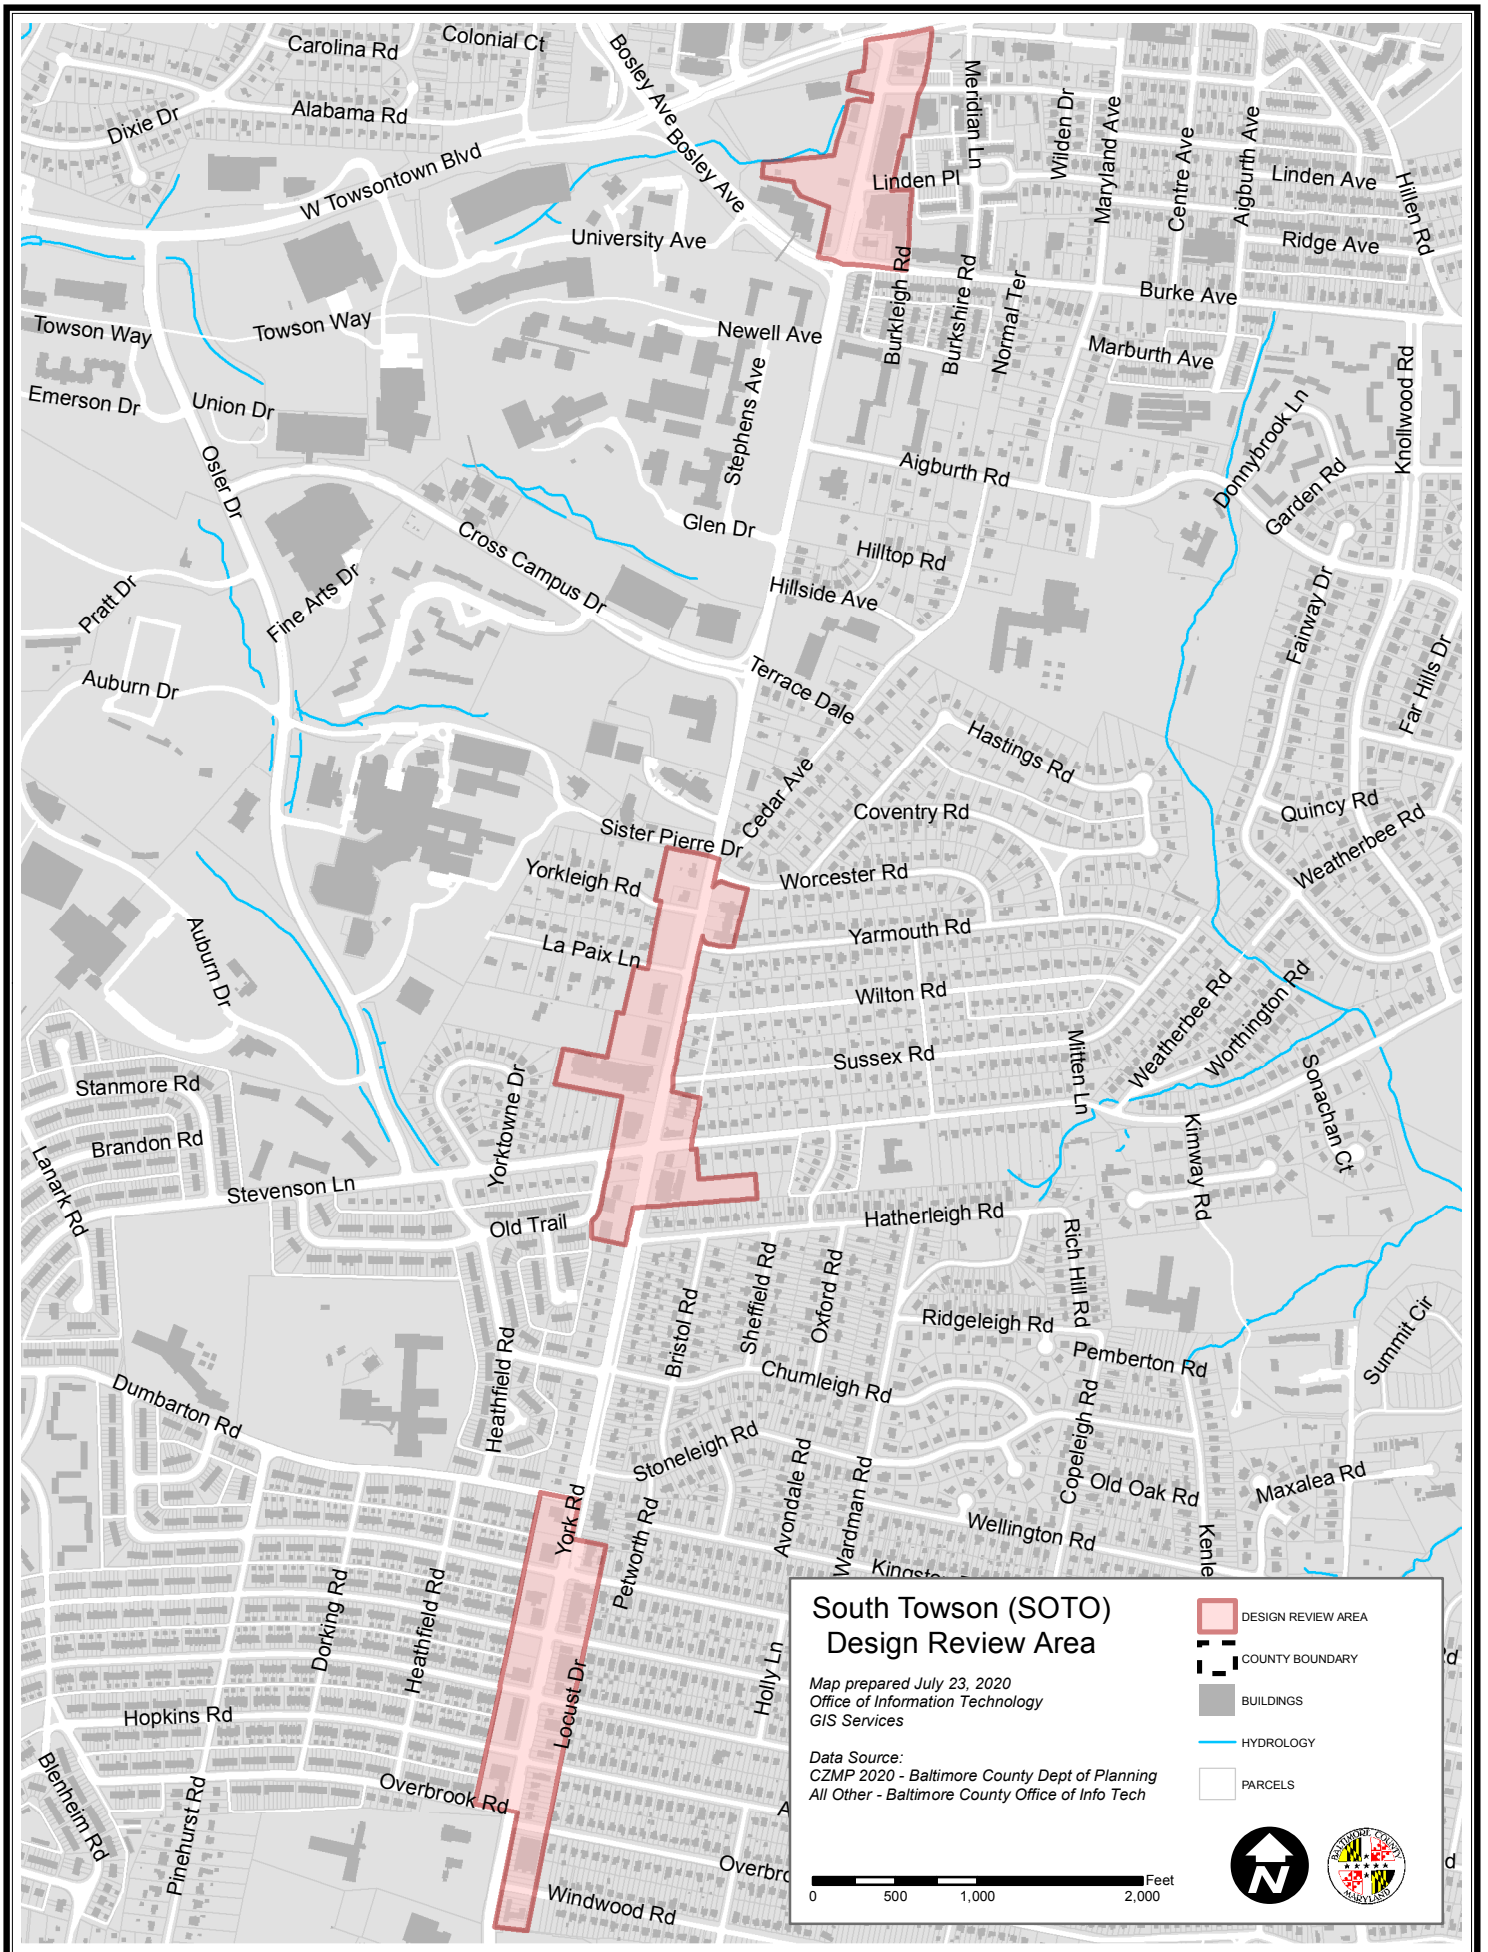 Carolina Rd
Colonial Ct
Bosley Ave
Bosley Ave
Alabama Rd
Dixie Dr
W Towsontown Blvd
Meridian Ln
Wilden Dr
Maryland Ave
Centre Ave
Aigburth Ave
Linden Pl
Linden Ave
Hillen Rd
University Ave
Ridge Ave
Burkleigh Rd
Burkshire Rd
Normal Ter
Burke Ave
Towson Way
Towson Way
Newell Ave
Marburth Ave
Knollwood Rd
Emerson Dr
Union Dr
Stephens Ave
Osler Dr
Aigburth Rd
Donnybrook Ln
Garden Rd
Glen Dr
Cross Campus Dr
Hilltop Rd
Hillside Ave
Pratt Dr
Fine Arts Dr
Fairway Dr
Far Hills Dr
Auburn Dr
Terrace Dale
Hastings Rd
Cedar Ave
Coventry Rd
Quincy Rd
Weatherbee Rd
Sister Pierre Dr
Yorkleigh Rd
Worcester Rd
Auburn Dr
La Paix Ln
Yarmouth Rd
Wilton Rd
Weatherbee Rd
Worthington Rd
Sussex Rd
Mitten Ln
Sonachan Ct
Stanmore Rd
Yorktowne Dr
Brandon Rd
Kimway Rd
Lanark Rd
Stevenson Ln
Old Trail
Hatherleigh Rd
Rich Hill Rd
Bristol Rd
Sheffield Rd
Oxford Rd
Ridgeleigh Rd
Pemberton Rd
Summit Cir
Heathfield Rd
Chumleigh Rd
Dumbarton Rd
Stoneleigh Rd
Avondale Rd
Wardman Rd
Copeleigh Rd
Old Oak Rd
Maxalea Rd
York Rd
Petworth Rd
Wellington Rd
Kenle
Dorking Rd
Heathfield Rd
Locust Dr
Holly Ln
Hopkins Rd
Blenheim Rd
Pinehurst Rd
Overbrook Rd
Overbro
Windwood Rd
South Towson (SOTO)
Design Review Area
Map prepared July 23, 2020
Office of Information Technology
GIS Services
Data Source:
CZMP 2020 - Baltimore County Dept of Planning
All Other - Baltimore County Office of Info Tech
DESIGN REVIEW AREA
COUNTY BOUNDARY
BUILDINGS
HYDROLOGY
PARCELS
N
BALTIMORE COUNTY
MARYLAND
Feet
0 500 1,000 2,000